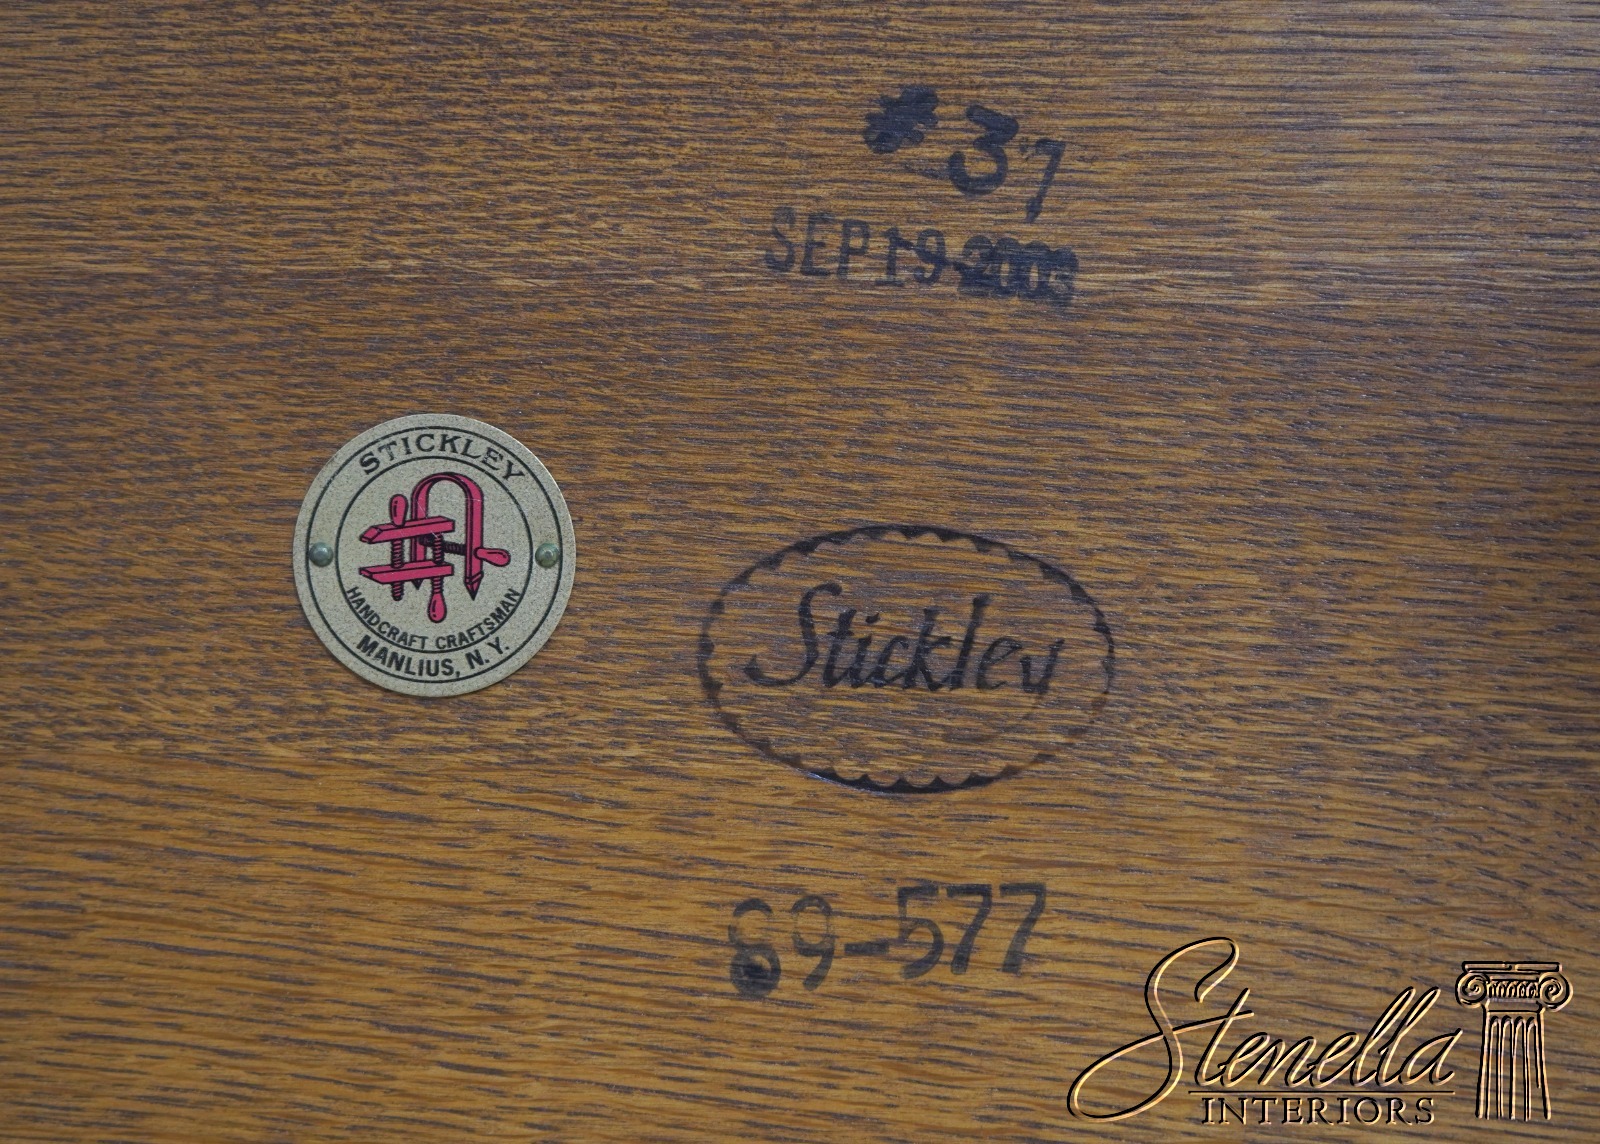 #37
SEP 19 2003
STICKLEY
HANDCRAFT CRAFTSMAN
MANLIUS, N.Y.
Stickley
89-577
Stenella
INTERIORS